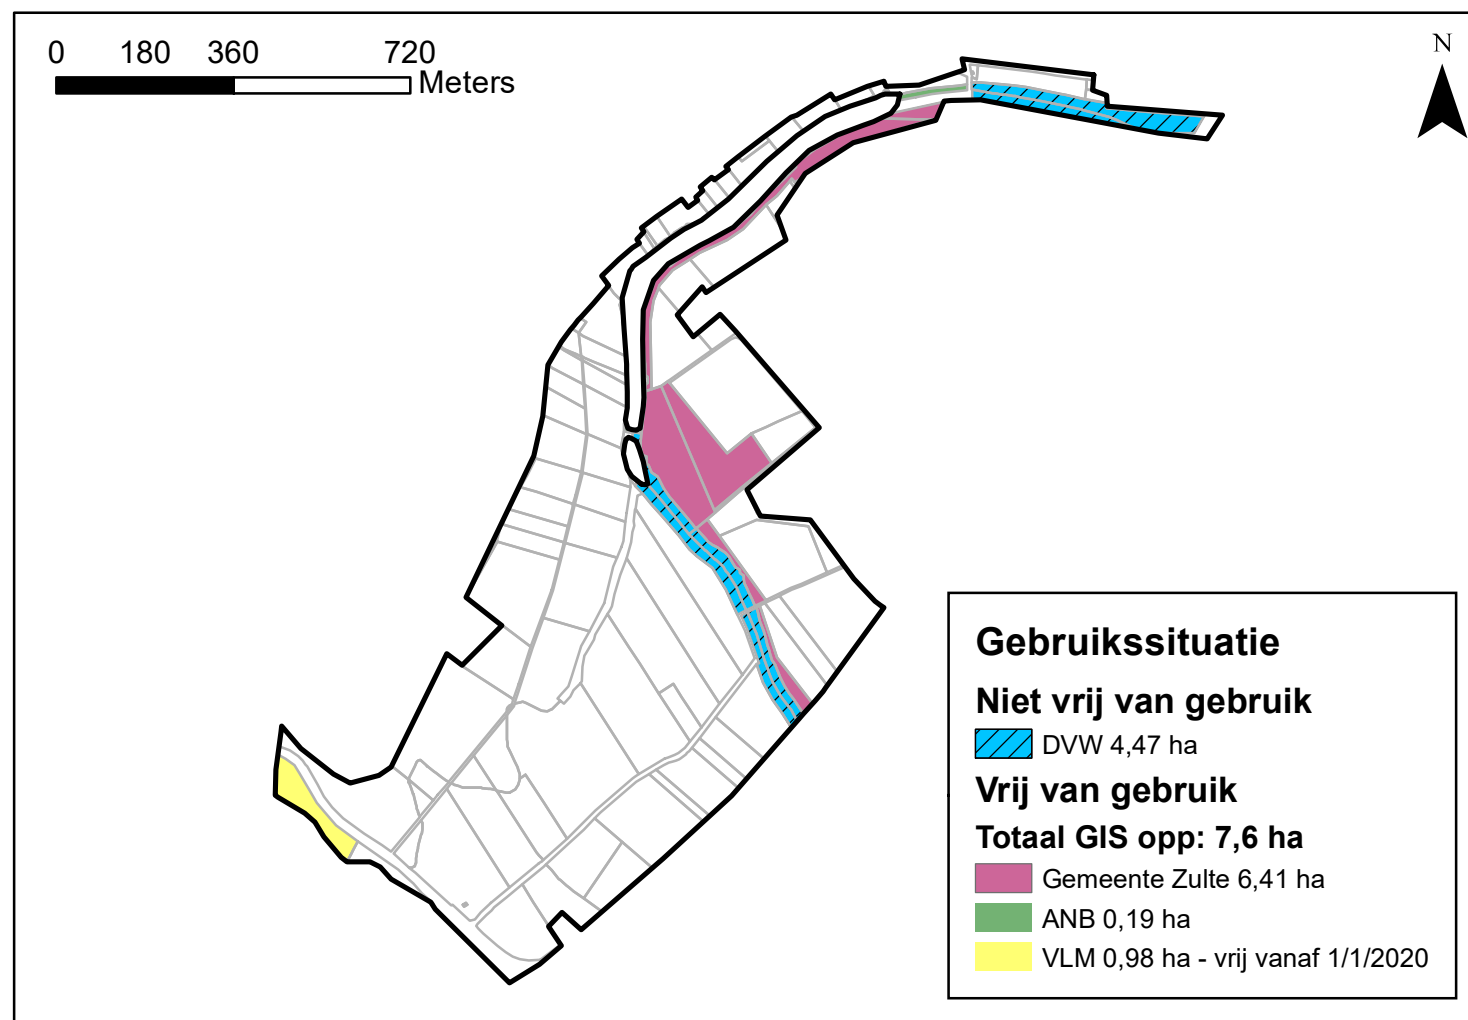 0 180 360 720
Meters
N
Gebruikssituatie
Niet vrij van gebruik
DVW 4,47 ha
Vrij van gebruik
Totaal GIS opp: 7,6 ha
Gemeente Zulte 6,41 ha
ANB 0,19 ha
VLM 0,98 ha - vrij vanaf 1/1/2020